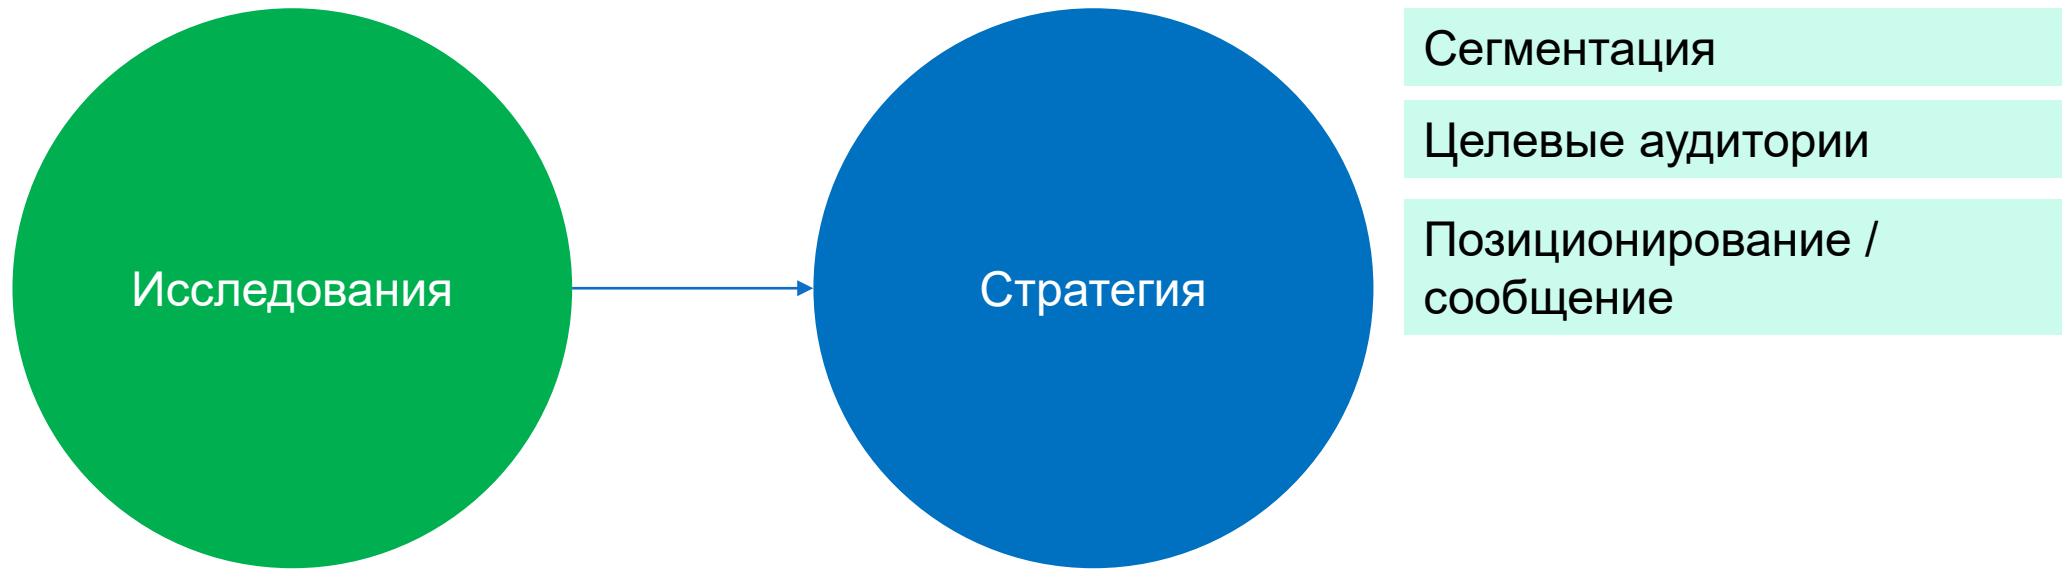 Исследования
Стратегия
Сегментация
Целевые аудитории
Позиционирование /
сообщение